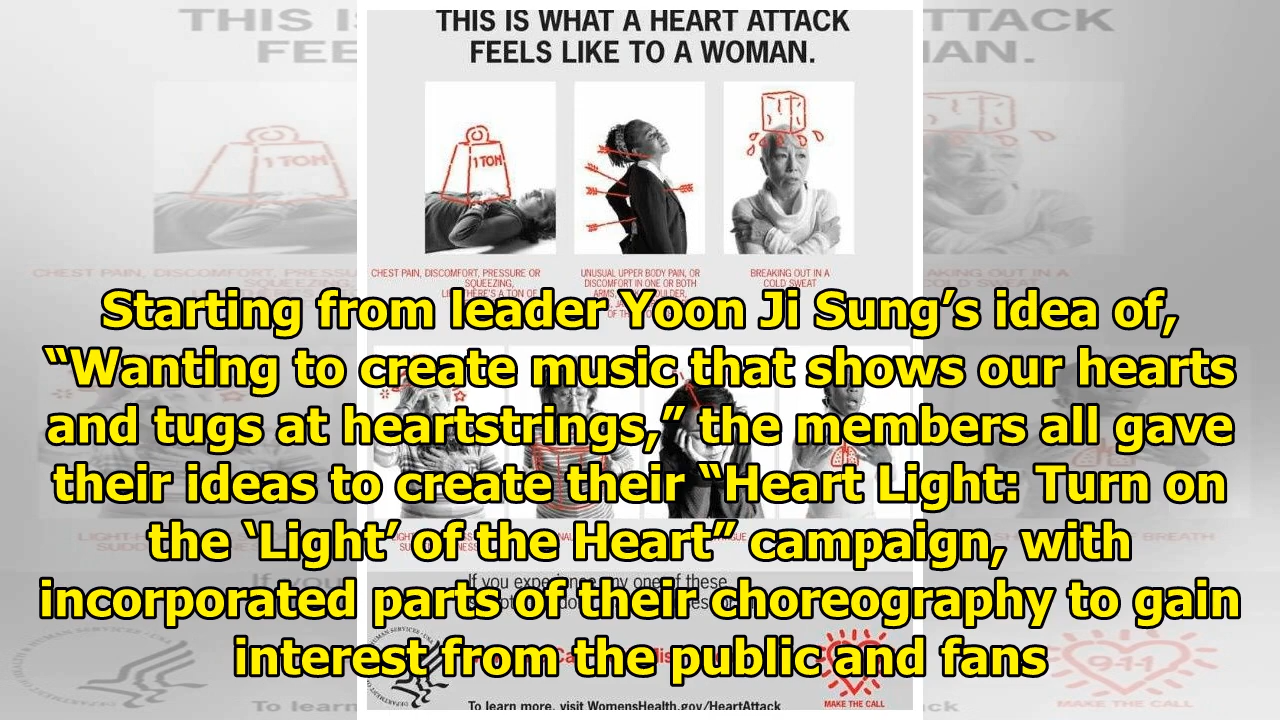 THIS IS WHAT A HEART ATTACK
FEELS LIKE TO A WOMAN.
1 TON
CHEST PAIN, DISCOMFORT, PRESSURE OR
SQUEEZING,
UNUSUAL UPPER BODY PAIN, OR
DISCOMFORT IN ONE OR BOTH
BREAKING OUT IN A
COLD SWEAT
Starting from leader Yoon Ji Sung’s idea of,
“Wanting to create music that shows our hearts
and tugs at heartstrings,” the members all gave
their ideas to create their “Heart Light: Turn on
the ‘Light’ of the Heart” campaign, with
incorporated parts of their choreography to gain
interest from the public and fans
MAKE THE CALL
To learn more, visit WomensHealth.gov/HeartAttack